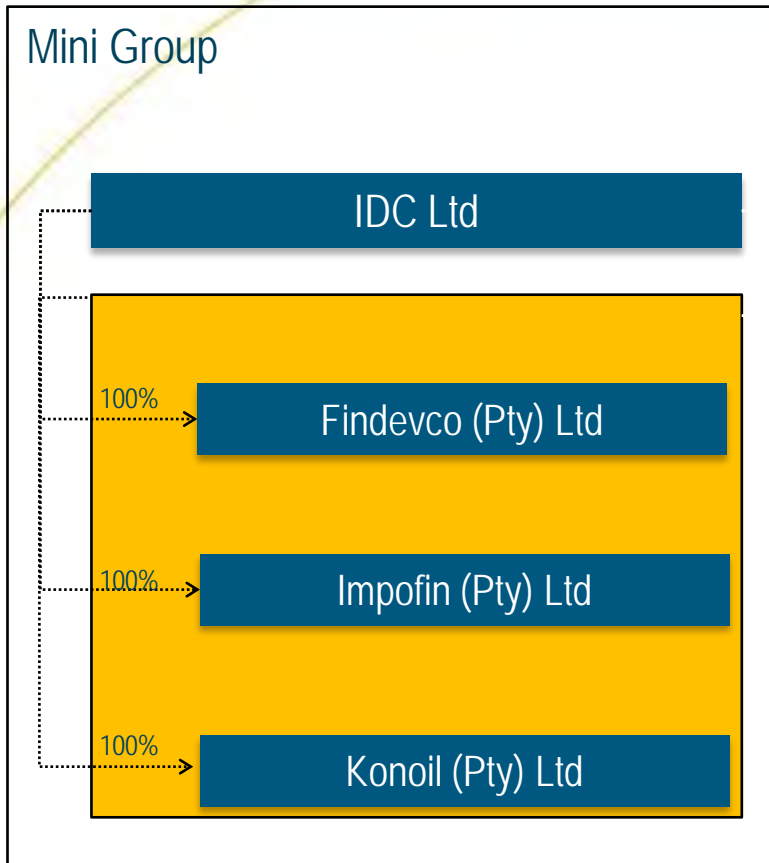 Mini Group
IDC Ltd
100%
Findevco (Pty) Ltd
100%
Impofin (Pty) Ltd
100%
Konoil (Pty) Ltd